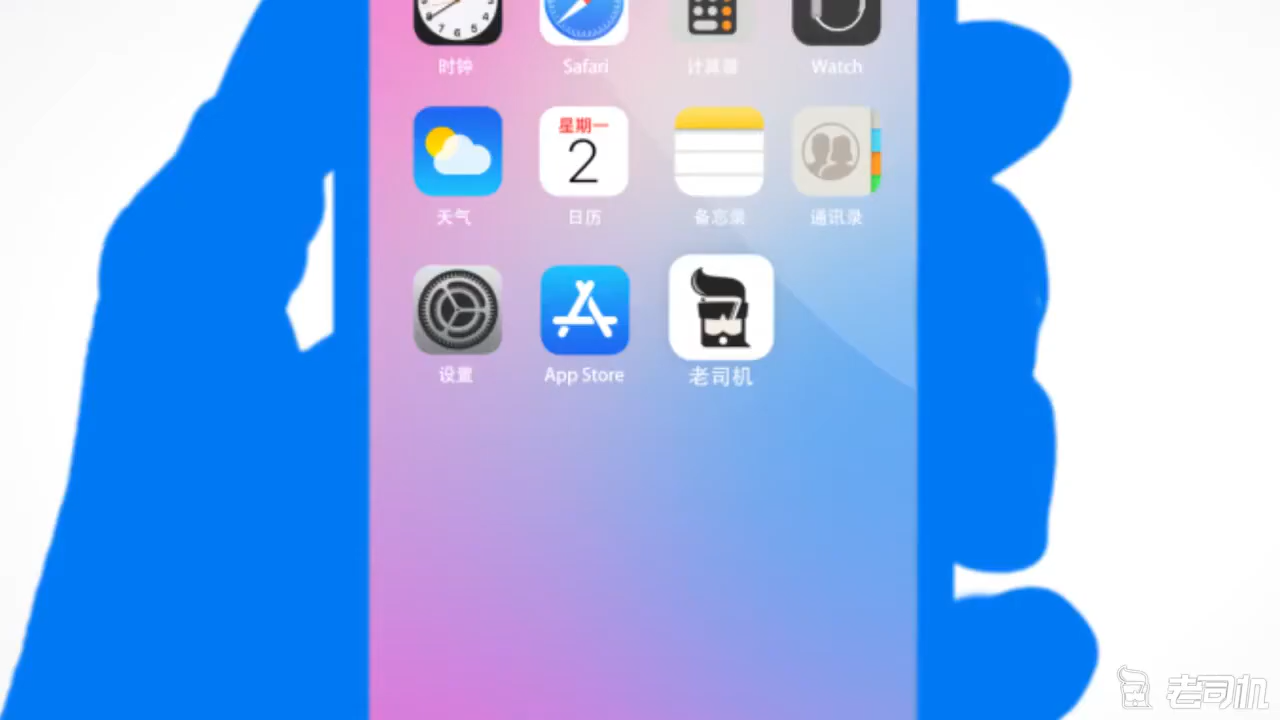 时钟 Safari 计算器 Watch
星期一
2
天气 日历 备忘录 通讯录
设置 App Store 老司机
老司机